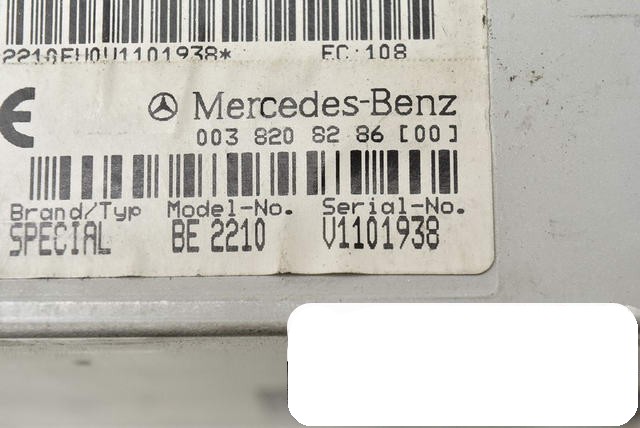 2210EH0V1101938* EC:108
Mercedes-Benz
003 820 82 86 [00]
Brand/Typ Model-No. Serial-No.
SPECIAL BE 2210 V1101938